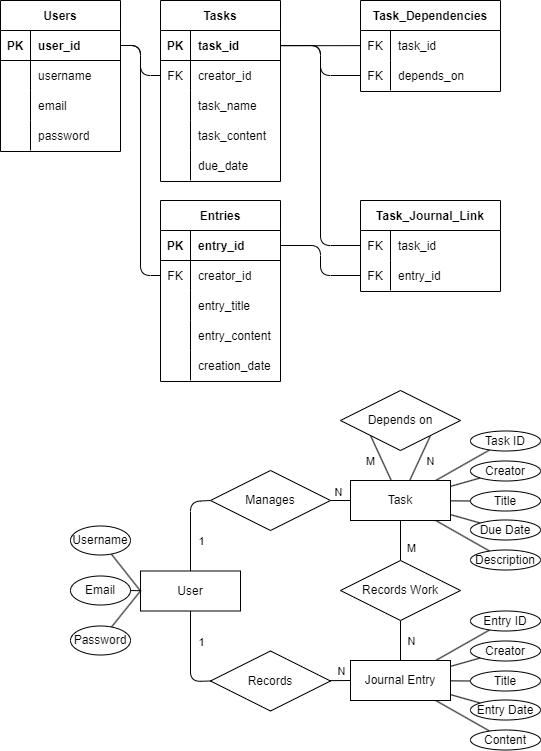 Users
PK user_id
username
email
password
Tasks
PK task_id
FK creator_id
task_name
task_content
due_date
Task_Dependencies
FK task_id
FK depends_on
Entries
PK entry_id
FK creator_id
entry_title
entry_content
creation_date
Task_Journal_Link
FK task_id
FK entry_id
Depends on
M N
Task ID
Creator
Title
Due Date
Description
Manages
N
Task
1
M
Username
Email
Password
User
Records Work
1
N
Records
N
Journal Entry
Entry ID
Creator
Title
Entry Date
Content